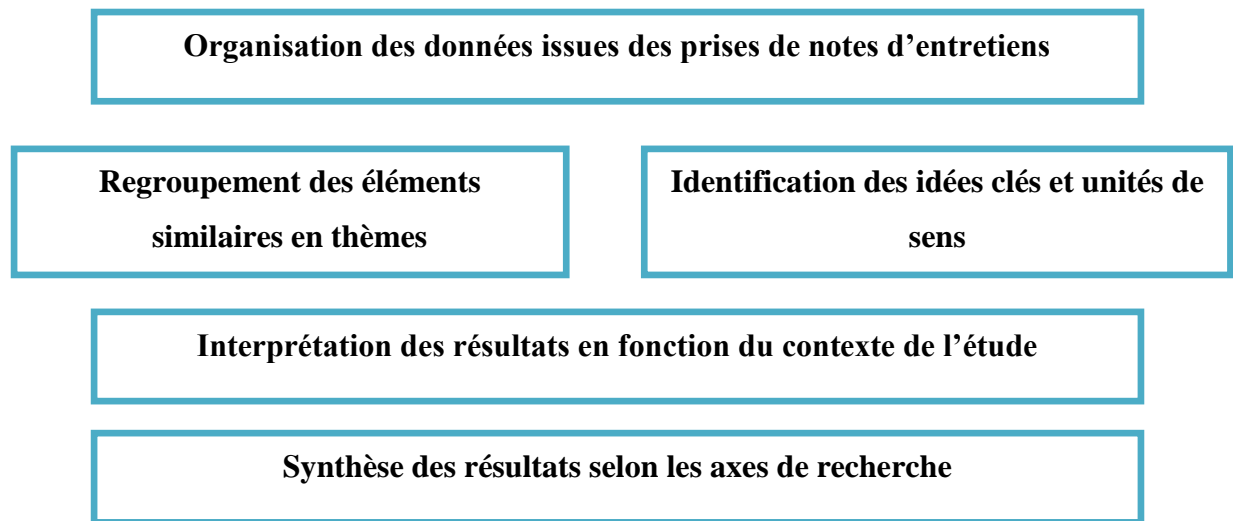 Organisation des données issues des prises de notes d’entretiens
Regroupement des éléments
similaires en thèmes
Identification des idées clés et unités de
sens
Interprétation des résultats en fonction du contexte de l’étude
Synthèse des résultats selon les axes de recherche